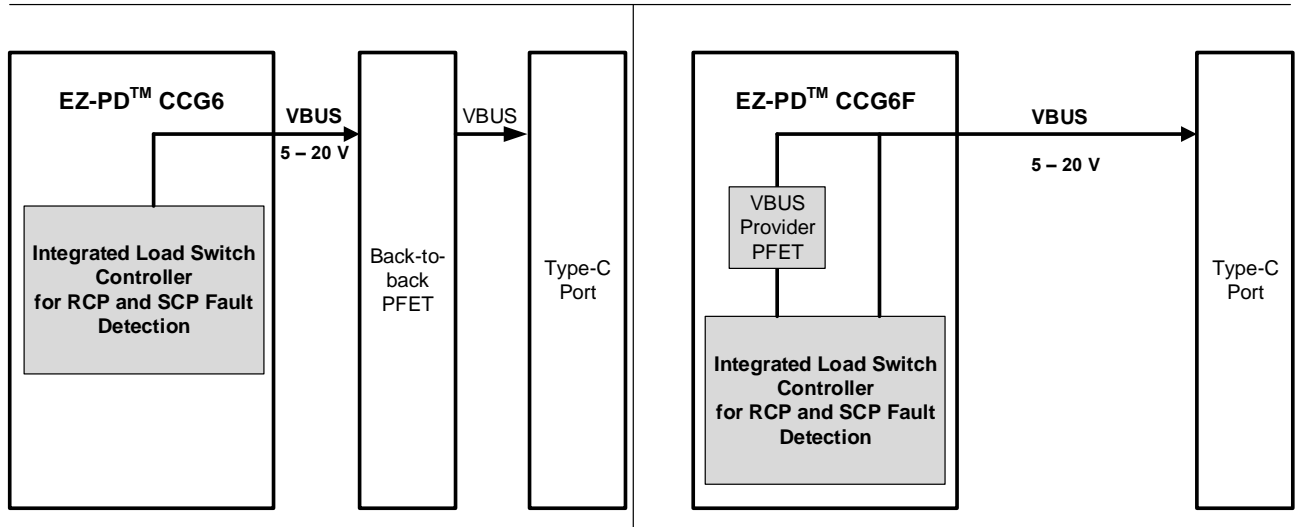 EZ-PD™ CCG6
VBUS
5 – 20 V
VBUS
Integrated Load Switch
Controller
for RCP and SCP Fault
Detection
Back-to-
back
PFET
Type-C
Port
EZ-PD™ CCG6F
VBUS
5 – 20 V
VBUS
Provider
PFET
Integrated Load Switch
Controller
for RCP and SCP Fault
Detection
Type-C
Port